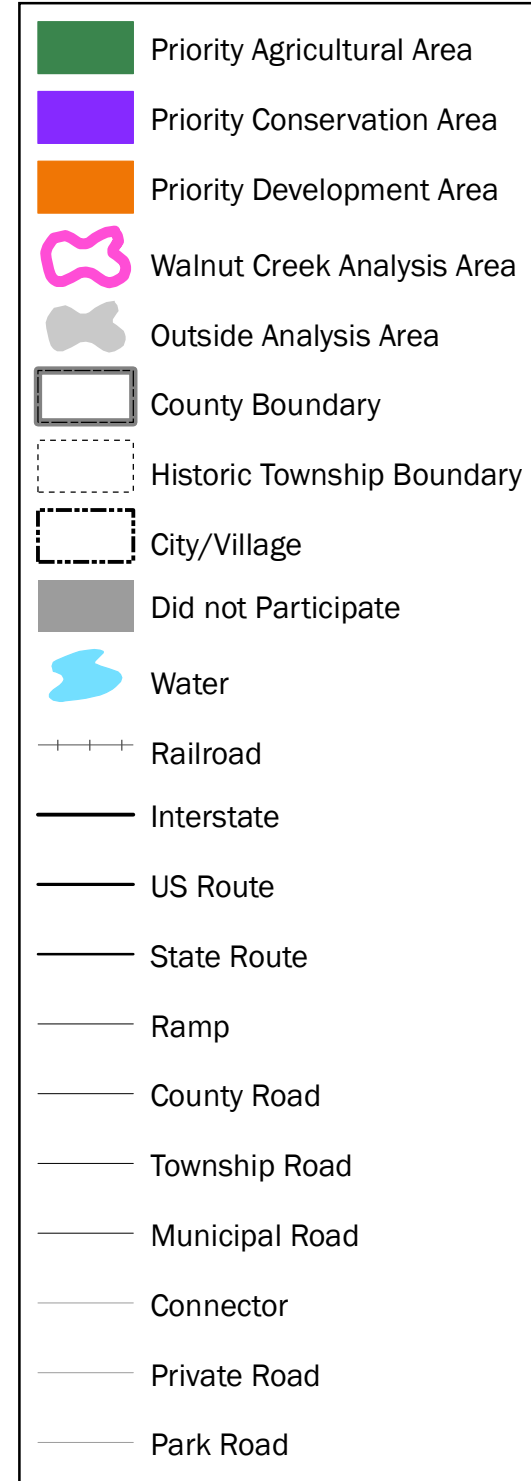 Priority Agricultural Area
Priority Conservation Area
Priority Development Area
Walnut Creek Analysis Area
Outside Analysis Area
County Boundary
Historic Township Boundary
City/Village
Did not Participate
Water
Railroad
Interstate
US Route
State Route
Ramp
County Road
Township Road
Municipal Road
Connector
Private Road
Park Road